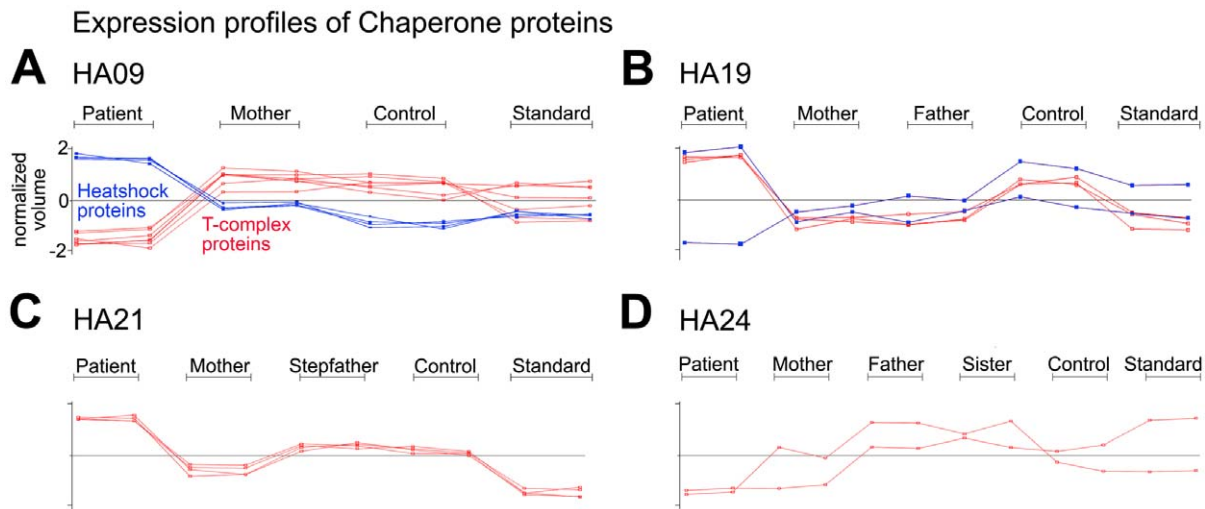 Expression profiles of Chaperone proteins
A HA09
Patient Mother Control Standard
2
0
-2
normalized
volume
Heatshock
proteins
T-complex
proteins
B HA19
Patient Mother Father Control Standard
C HA21
Patient Mother Stepfather Control Standard
D HA24
Patient Mother Father Sister Control Standard